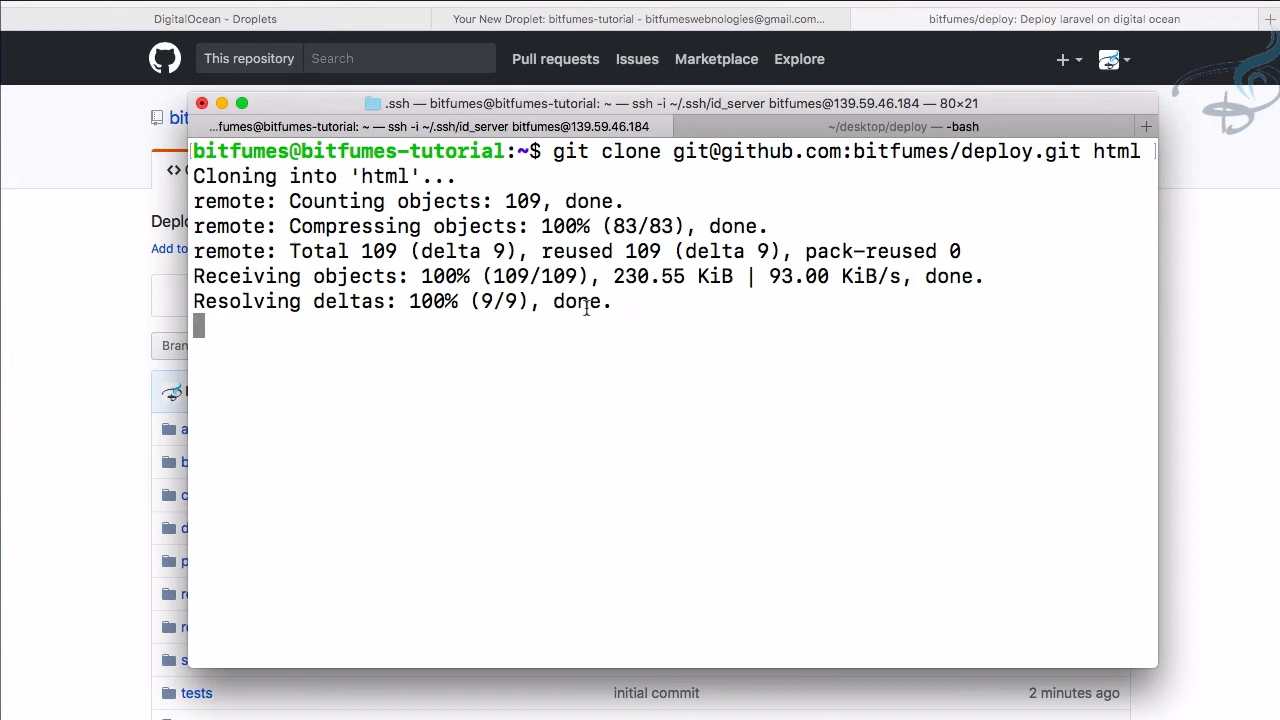 DigitalOcean - Droplets
Your New Droplet: bitfumes-tutorial - bitfumeswebnologies@gmail.com...
bitfumes/deploy: Deploy laravel on digital ocean
This repository
Search
Pull requests
Issues
Marketplace
Explore
.ssh — bitfumes@bitfumes-tutorial: ~ — ssh -i ~/.ssh/id_server bitfumes@139.59.46.184 — 80×21
...fumes@bitfumes-tutorial: ~ — ssh -i ~/.ssh/id_server bitfumes@139.59.46.184
~/desktop/deploy — -bash
bitfumes@bitfumes-tutorial:~$ git clone git@github.com:bitfumes/deploy.git html
Cloning into 'html'...
remote: Counting objects: 109, done.
remote: Compressing objects: 100% (83/83), done.
remote: Total 109 (delta 9), reused 109 (delta 9), pack-reused 0
Receiving objects: 100% (109/109), 230.55 KiB | 93.00 KiB/s, done.
Resolving deltas: 100% (9/9), done.
bit
Deplo
Add to
Bran
a
b
c
d
p
re
ro
s
tests
initial commit
2 minutes ago